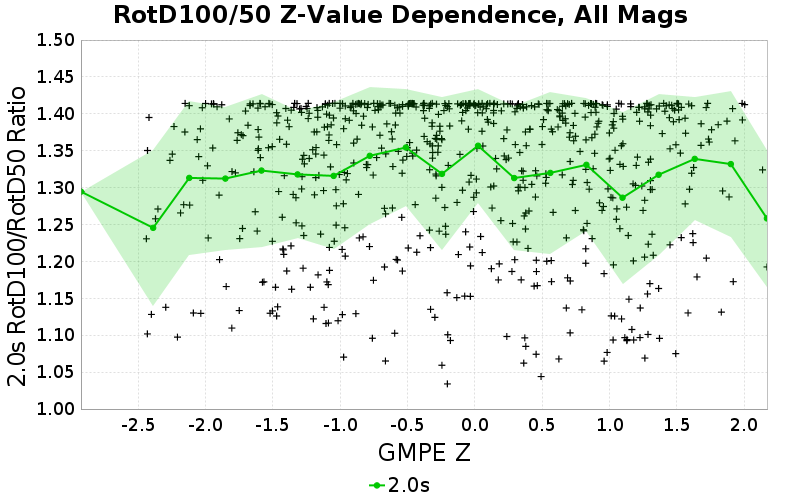 RotD100/50 Z-Value Dependence, All Mags
2.0s RotD100/RotD50 Ratio
1.50
1.45
1.40
1.35
1.30
1.25
1.20
1.15
1.10
1.05
1.00
-2.5 -2.0 -1.5 -1.0 -0.5 0.0 0.5 1.0 1.5 2.0
GMPE Z
2.0s